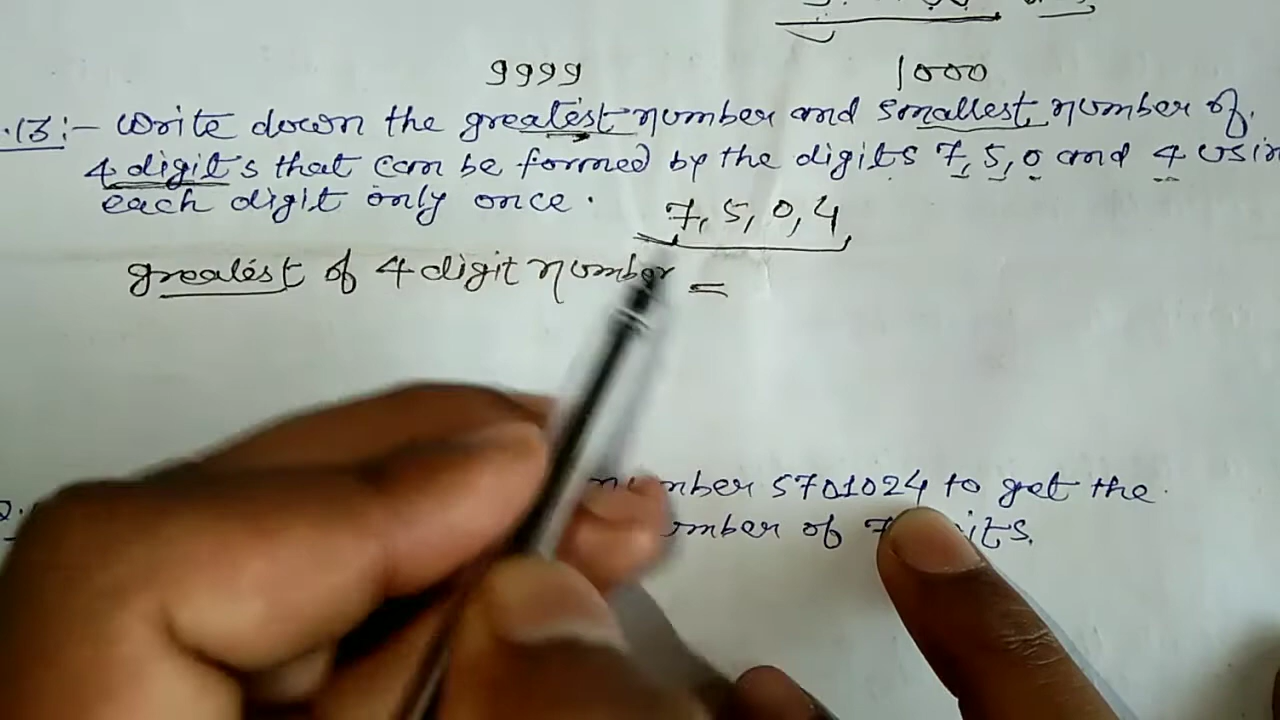 9999 1000
.13:- Write down the greatest number and smallest number of.
4 digits that can be formed by the digits 7, 5, 0 and 4 usin
each digit only once.
7, 5, 0, 4
greatest of 4 digit number =
number 5701024 to get the
of 7